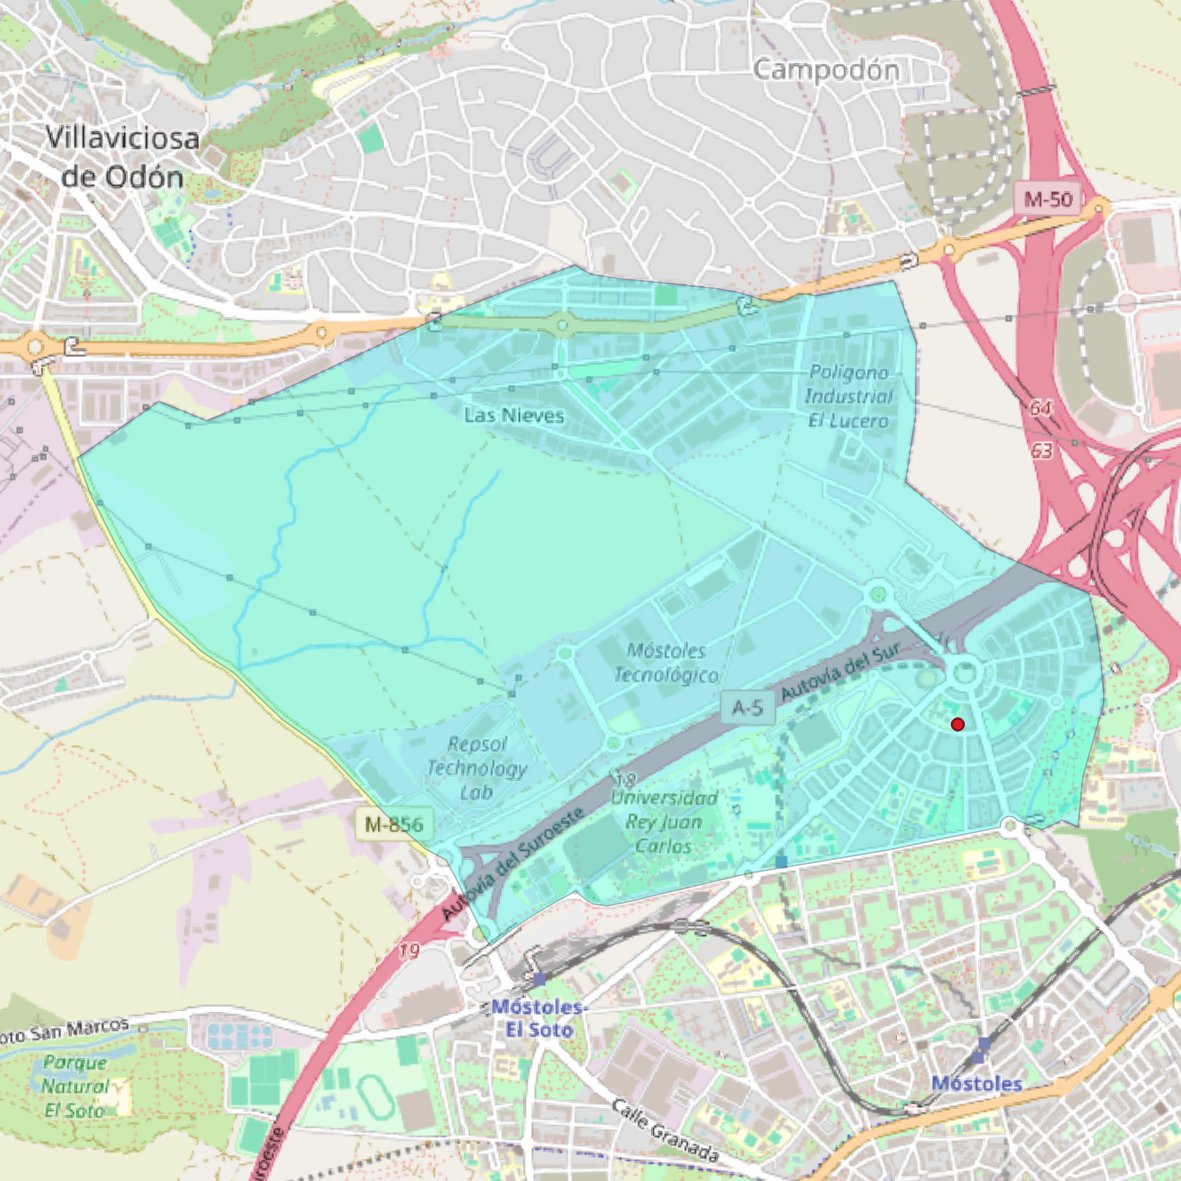 Campodón
Villaviciosa
de Odón
M-50
Polígono
Industrial
El Lucero
Las Nieves
64
63
Móstoles
Tecnológico
Autovía del Sur
A-5
Repsol
Technology
Lab
18
Universidad
Rey Juan
Carlos
M-856
Autovía del Suroeste
19
Móstoles-
El Soto
oto San Marcos
Parque
Natural
El Soto
Móstoles
Calle Granada
uroeste